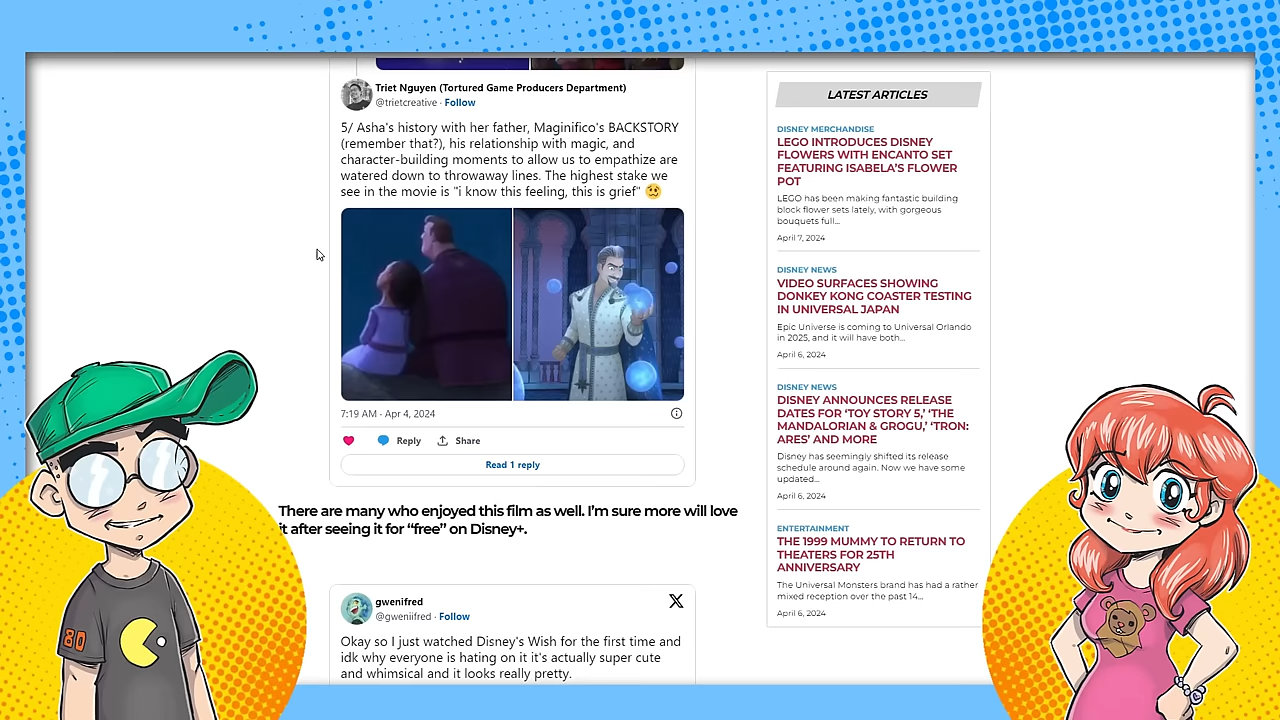 Triet Nguyen (Tortured Game Producers Department)
@trietcreative · Follow
5/ Asha's history with her father, Maginifico's BACKSTORY
(remember that?), his relationship with magic, and
character-building moments to allow us to empathize are
watered down to throwaway lines. The highest stake we
see in the movie is "i know this feeling, this is grief" 🥴
7:19 AM · Apr 4, 2024
Reply
Share
Read 1 reply
There are many who enjoyed this film as well. I'm sure more will love
it after seeing it for "free" on Disney+.
gwenifred
@gweniifred · Follow
Okay so I just watched Disney's Wish for the first time and
idk why everyone is hating on it it's actually super cute
and whimsical and it looks really pretty.
LATEST ARTICLES
DISNEY MERCHANDISE
LEGO INTRODUCES DISNEY
FLOWERS WITH ENCANTO SET
FEATURING ISABELA'S FLOWER
POT
LEGO has been making fantastic building
block flower sets lately, with gorgeous
bouquets full...
April 7, 2024
DISNEY NEWS
VIDEO SURFACES SHOWING
DONKEY KONG COASTER TESTING
IN UNIVERSAL JAPAN
Epic Universe is coming to Universal Orlando
in 2025, and it will have both...
April 6, 2024
DISNEY NEWS
DISNEY ANNOUNCES RELEASE
DATES FOR 'TOY STORY 5,' 'THE
MANDALORIAN & GROGU,' 'TRON:
ARES' AND MORE
Disney has seemingly shifted its release
schedule around again. Now we have some
updated...
April 6, 2024
ENTERTAINMENT
THE 1999 MUMMY TO RETURN TO
THEATERS FOR 25TH
ANNIVERSARY
The Universal Monsters brand has had a rather
mixed reception over the past 14...
April 6, 2024
80